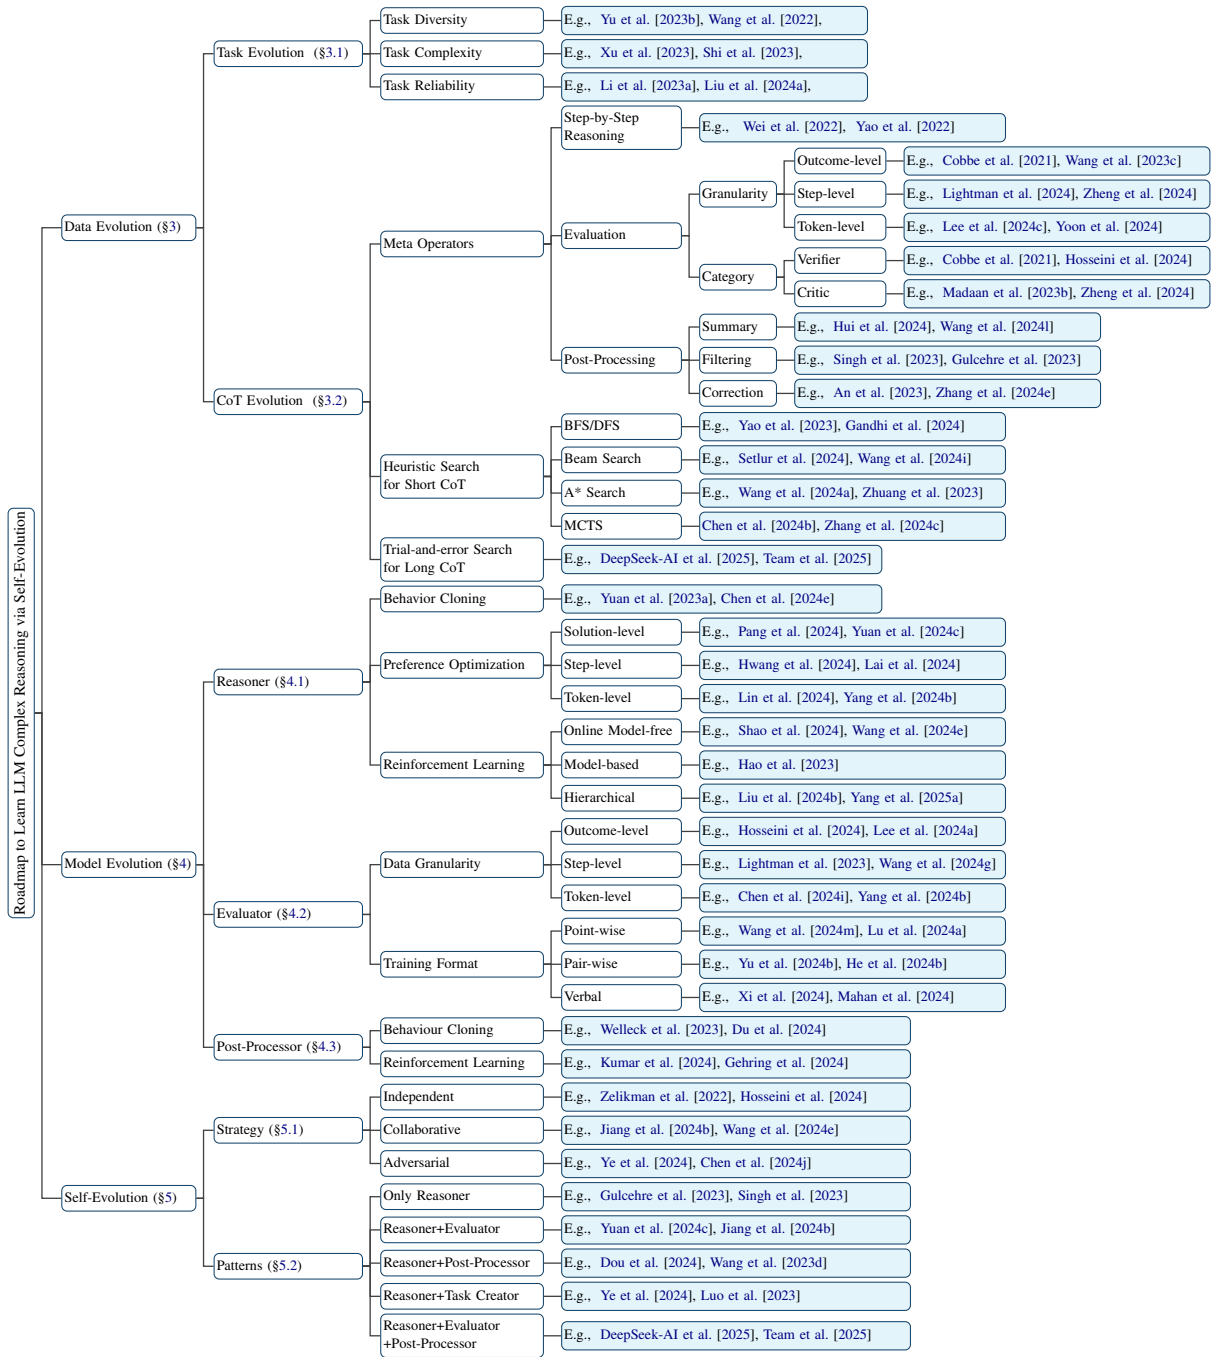 Roadmap to Learn LLM Complex Reasoning via Self-Evolution
Data Evolution (§3)
Task Evolution (§3.1)
Task Diversity
E.g., Yu et al. [2023b], Wang et al. [2022],
Task Complexity
E.g., Xu et al. [2023], Shi et al. [2023],
Task Reliability
E.g., Li et al. [2023a], Liu et al. [2024a],
CoT Evolution (§3.2)
Meta Operators
Step-by-Step
Reasoning
E.g., Wei et al. [2022], Yao et al. [2022]
Evaluation
Granularity
Outcome-level
E.g., Cobbe et al. [2021], Wang et al. [2023c]
Step-level
E.g., Lightman et al. [2024], Zheng et al. [2024]
Token-level
E.g., Lee et al. [2024c], Yoon et al. [2024]
Category
Verifier
E.g., Cobbe et al. [2021], Hosseini et al. [2024]
Critic
E.g., Madaan et al. [2023b], Zheng et al. [2024]
Post-Processing
Summary
E.g., Hui et al. [2024], Wang et al. [2024l]
Filtering
E.g., Singh et al. [2023], Gulcehre et al. [2023]
Correction
E.g., An et al. [2023], Zhang et al. [2024e]
Heuristic Search
for Short CoT
BFS/DFS
E.g., Yao et al. [2023], Gandhi et al. [2024]
Beam Search
E.g., Setlur et al. [2024], Wang et al. [2024i]
A* Search
E.g., Wang et al. [2024a], Zhuang et al. [2023]
MCTS
Chen et al. [2024b], Zhang et al. [2024c]
Trial-and-error Search
for Long CoT
E.g., DeepSeek-AI et al. [2025], Team et al. [2025]
Model Evolution (§4)
Reasoner (§4.1)
Behavior Cloning
E.g., Yuan et al. [2023a], Chen et al. [2024e]
Preference Optimization
Solution-level
E.g., Pang et al. [2024], Yuan et al. [2024c]
Step-level
E.g., Hwang et al. [2024], Lai et al. [2024]
Token-level
E.g., Lin et al. [2024], Yang et al. [2024b]
Reinforcement Learning
Online Model-free
E.g., Shao et al. [2024], Wang et al. [2024e]
Model-based
E.g., Hao et al. [2023]
Hierarchical
E.g., Liu et al. [2024b], Yang et al. [2025a]
Evaluator (§4.2)
Data Granularity
Outcome-level
E.g., Hosseini et al. [2024], Lee et al. [2024a]
Step-level
E.g., Lightman et al. [2023], Wang et al. [2024g]
Token-level
E.g., Chen et al. [2024i], Yang et al. [2024b]
Training Format
Point-wise
E.g., Wang et al. [2024m], Lu et al. [2024a]
Pair-wise
E.g., Yu et al. [2024b], He et al. [2024b]
Verbal
E.g., Xi et al. [2024], Mahan et al. [2024]
Post-Processor (§4.3)
Behaviour Cloning
E.g., Welleck et al. [2023], Du et al. [2024]
Reinforcement Learning
E.g., Kumar et al. [2024], Gehring et al. [2024]
Self-Evolution (§5)
Strategy (§5.1)
Independent
E.g., Zelikman et al. [2022], Hosseini et al. [2024]
Collaborative
E.g., Jiang et al. [2024b], Wang et al. [2024e]
Adversarial
E.g., Ye et al. [2024], Chen et al. [2024j]
Patterns (§5.2)
Only Reasoner
E.g., Gulcehre et al. [2023], Singh et al. [2023]
Reasoner+Evaluator
E.g., Yuan et al. [2024c], Jiang et al. [2024b]
Reasoner+Post-Processor
E.g., Dou et al. [2024], Wang et al. [2023d]
Reasoner+Task Creator
E.g., Ye et al. [2024], Luo et al. [2023]
Reasoner+Evaluator
+Post-Processor
E.g., DeepSeek-AI et al. [2025], Team et al. [2025]